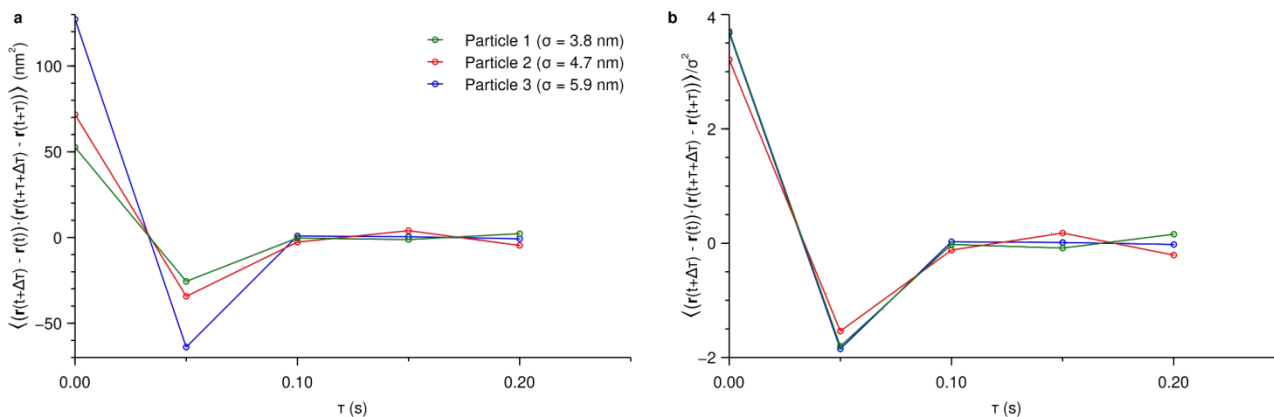 a
⟨(r(t+Δτ) - r(t))·(r(t+τ+Δτ) - r(t+τ))⟩ (nm²)
100
50
0
−50
0.00
0.10
0.20
τ (s)
Particle 1 (σ = 3.8 nm)
Particle 2 (σ = 4.7 nm)
Particle 3 (σ = 5.9 nm)
b
⟨(r(t+Δτ) - r(t))·(r(t+τ+Δτ) - r(t+τ))⟩/σ²
4
2
0
−2
0.00
0.10
0.20
τ (s)